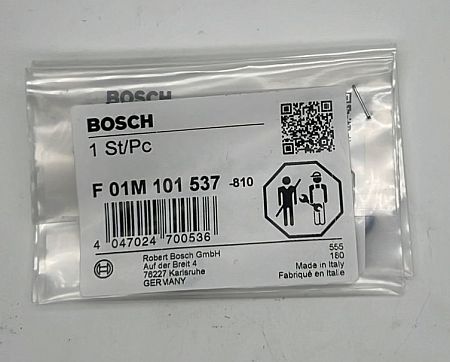 BOSCH
BOSCH
1 St/Pc
F 01M 101 537 -810
4 047024 700536
Robert Bosch GmbH
Auf der Breit 4
76227 Karlsruhe
GERMANY
555
160
Made in Italy
Fabriqué en Italie